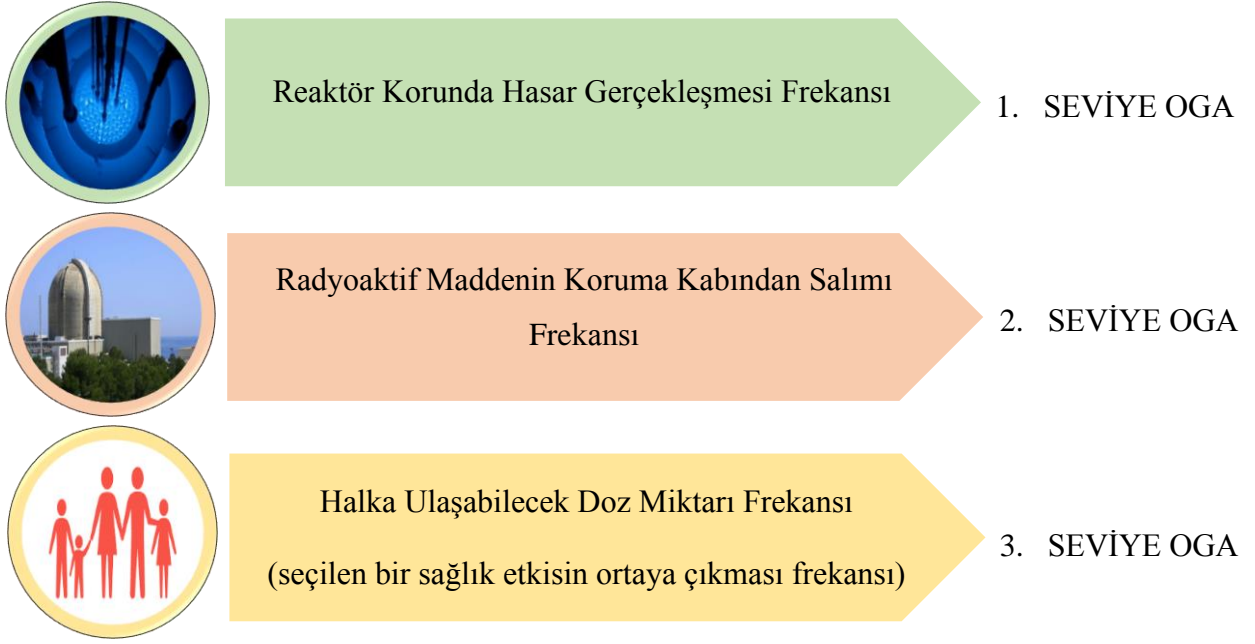 Reaktör Korunda Hasar Gerçekleşmesi Frekansı
1. SEVİYE OGA
Radyoaktif Maddenin Koruma Kabından Salımı
Frekansı
2. SEVİYE OGA
Halka Ulaşabilecek Doz Miktarı Frekansı
(seçilen bir sağlık etkisin ortaya çıkması frekansı)
3. SEVİYE OGA